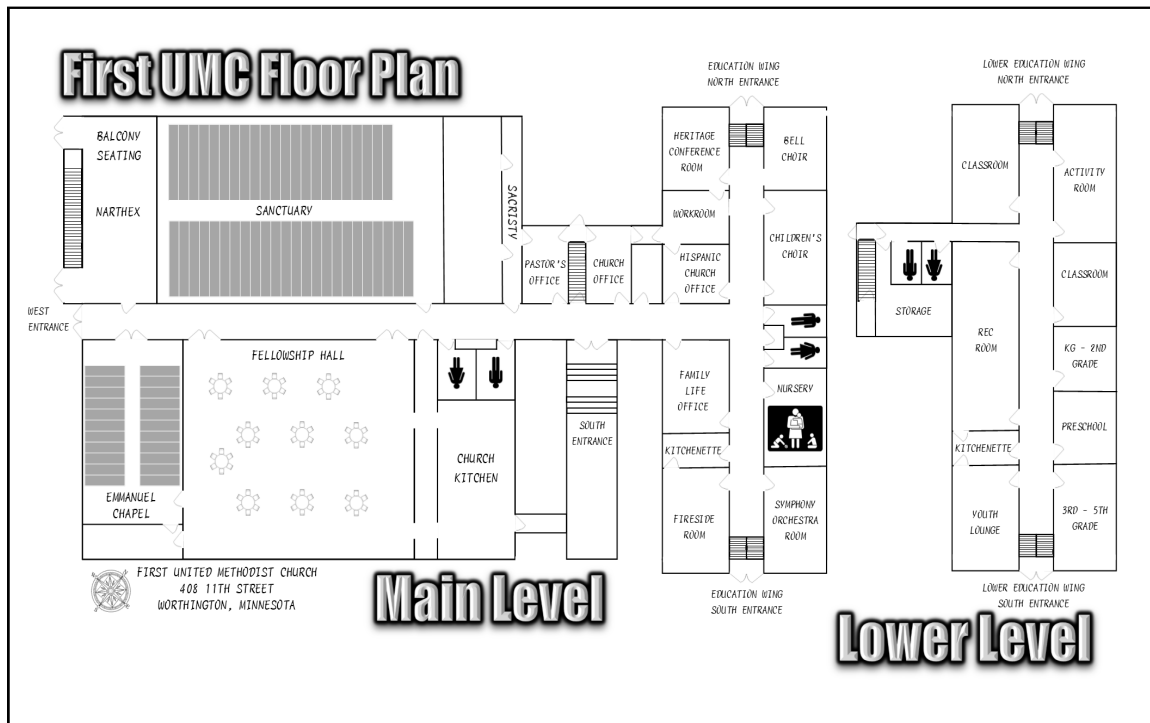 First UMC Floor Plan
EDUCATION WING
NORTH ENTRANCE
LOWER EDUCATION WING
NORTH ENTRANCE
BALCONY
SEATING
NARTHEX
SANCTUARY
SACRISTY
HERITAGE
CONFERENCE
ROOM
BELL
CHOIR
WORKROOM
CHILDREN'S
CHOIR
PASTOR'S
OFFICE
CHURCH
OFFICE
HISPANIC
CHURCH
OFFICE
WEST
ENTRANCE
FELLOWSHIP HALL
EMMANUEL
CHAPEL
CHURCH
KITCHEN
SOUTH
ENTRANCE
FAMILY
LIFE
OFFICE
NURSERY
KITCHENETTE
FIRESIDE
ROOM
SYMPHONY
ORCHESTRA
ROOM
EDUCATION WING
SOUTH ENTRANCE
CLASSROOM
ACTIVITY
ROOM
STORAGE
CLASSROOM
REC
ROOM
KG - 2ND
GRADE
PRESCHOOL
KITCHENETTE
YOUTH
LOUNGE
3RD - 5TH
GRADE
LOWER EDUCATION WING
SOUTH ENTRANCE
FIRST UNITED METHODIST CHURCH
408 11TH STREET
WORTHINGTON, MINNESOTA
Main Level
Lower Level